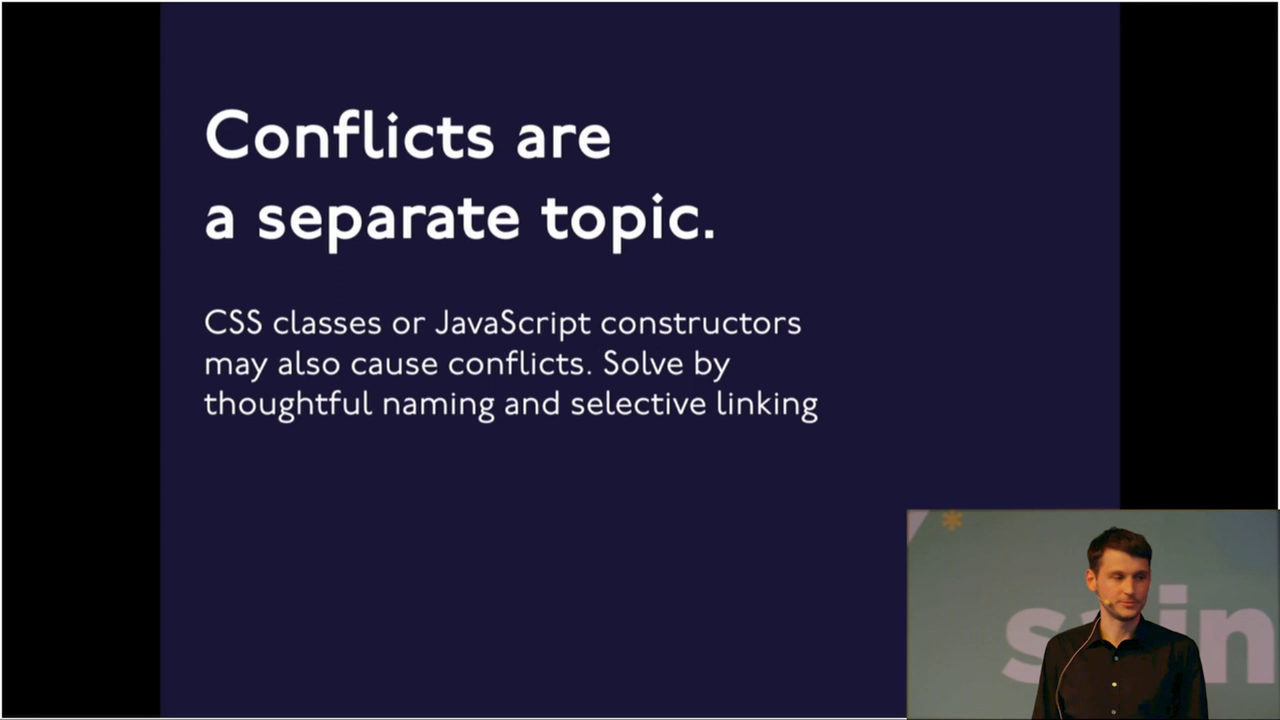 Conflicts are
a separate topic.
CSS classes or JavaScript constructors
may also cause conflicts. Solve by
thoughtful naming and selective linking